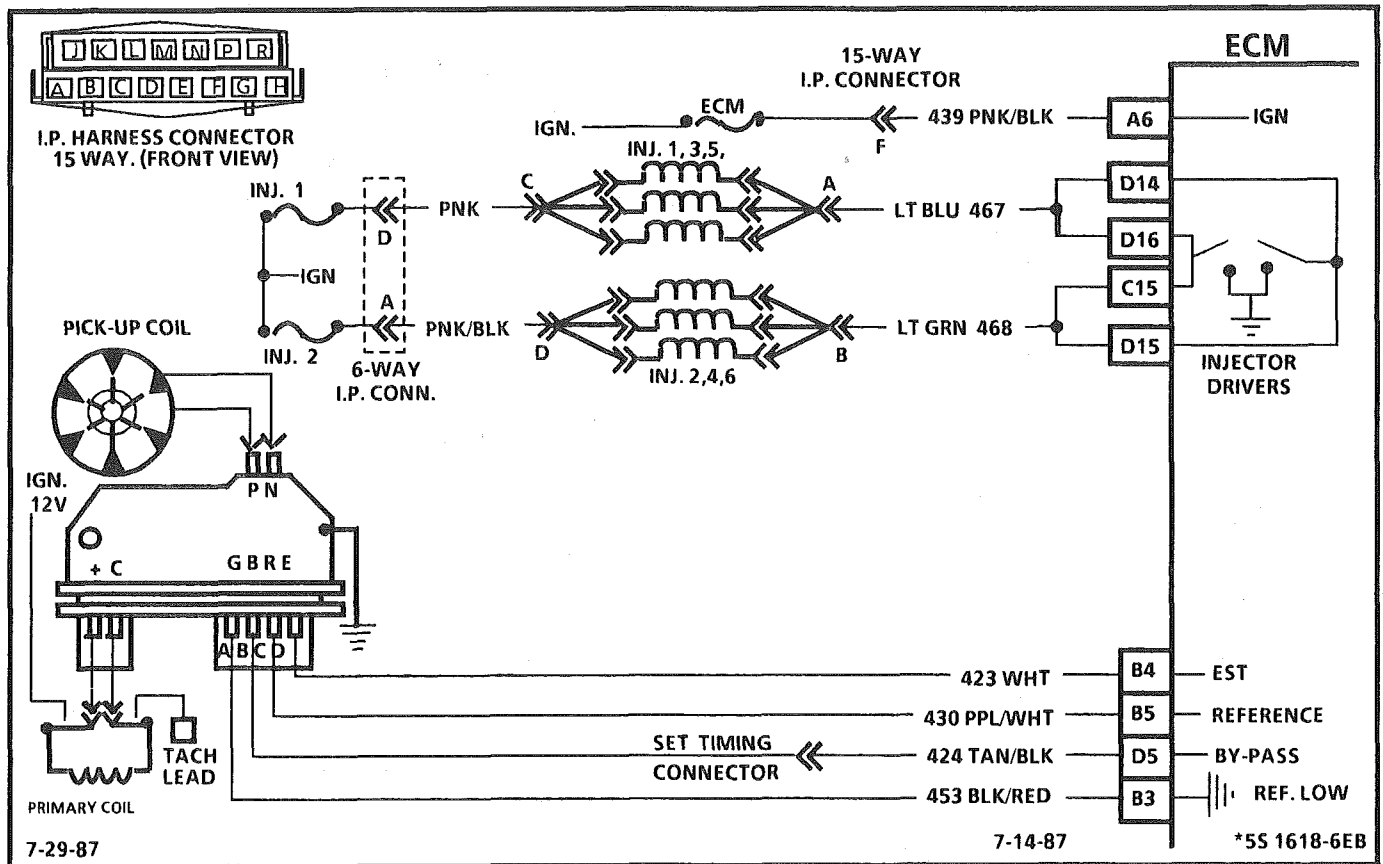 J K L M N P R
A B C D E F G H
I.P. HARNESS CONNECTOR
15 WAY. (FRONT VIEW)
15-WAY
I.P. CONNECTOR
ECM
IGN.
ECM
F
439 PNK/BLK
A6
IGN
INJ. 1
D
PNK
C
INJ. 1, 3, 5,
A
LT BLU 467
D14
D16
IGN
INJ. 2
A
PNK/BLK
D
INJ. 2,4,6
B
LT GRN 468
C15
D15
6-WAY
I.P. CONN.
INJECTOR
DRIVERS
PICK-UP COIL
IGN.
12V
P N
+ C
G B R E
A B C D
TACH
LEAD
PRIMARY COIL
423 WHT
B4
EST
430 PPL/WHT
B5
REFERENCE
SET TIMING
CONNECTOR
424 TAN/BLK
D5
BY-PASS
453 BLK/RED
B3
REF. LOW
7-29-87
7-14-87
*5S 1618-6EB